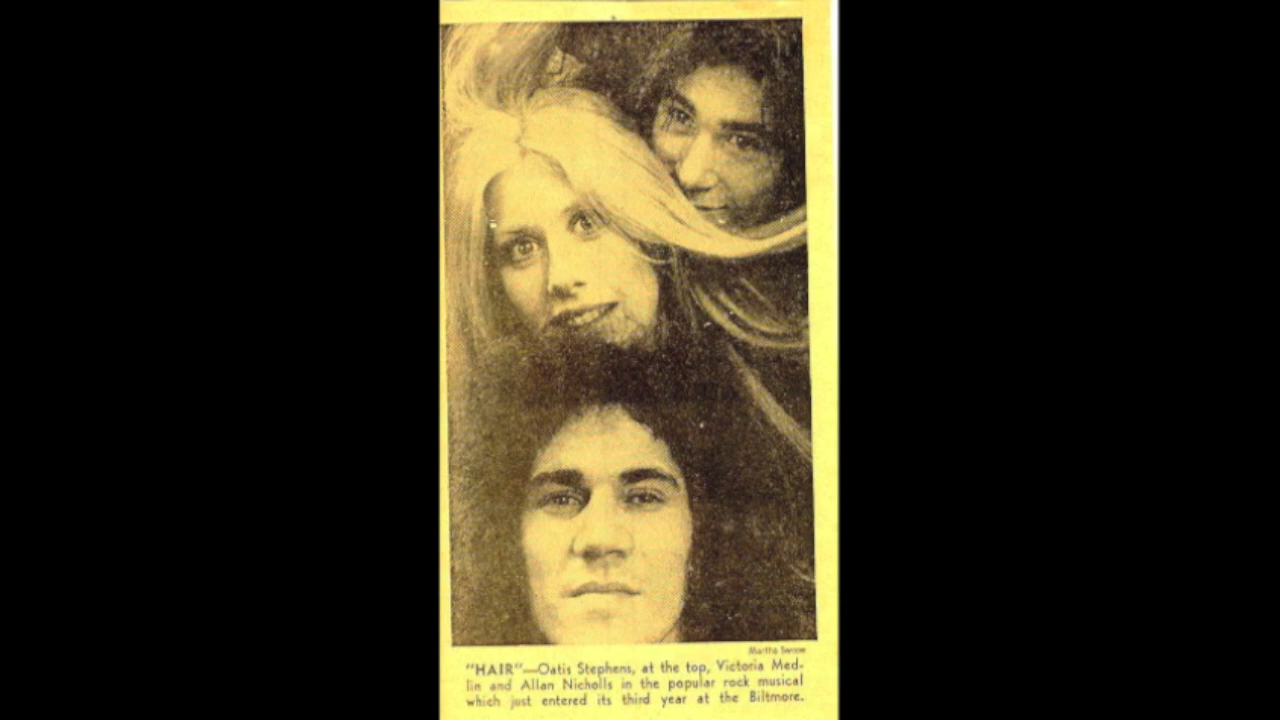 Martha Swope
"HAIR"—Oatis Stephens, at the top, Victoria Med-
lin and Allan Nicholls in the popular rock musical
which just entered its third year at the Biltmore.